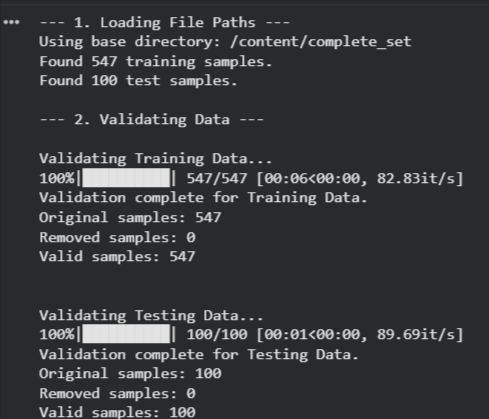 --- 1. Loading File Paths ---
Using base directory: /content/complete_set
Found 547 training samples.
Found 100 test samples.
--- 2. Validating Data ---
Validating Training Data...
100%|██████████| 547/547 [00:06<00:00, 82.83it/s]
Validation complete for Training Data.
Original samples: 547
Removed samples: 0
Valid samples: 547
Validating Testing Data...
100%|██████████| 100/100 [00:01<00:00, 89.69it/s]
Validation complete for Testing Data.
Original samples: 100
Removed samples: 0
Valid samples: 100